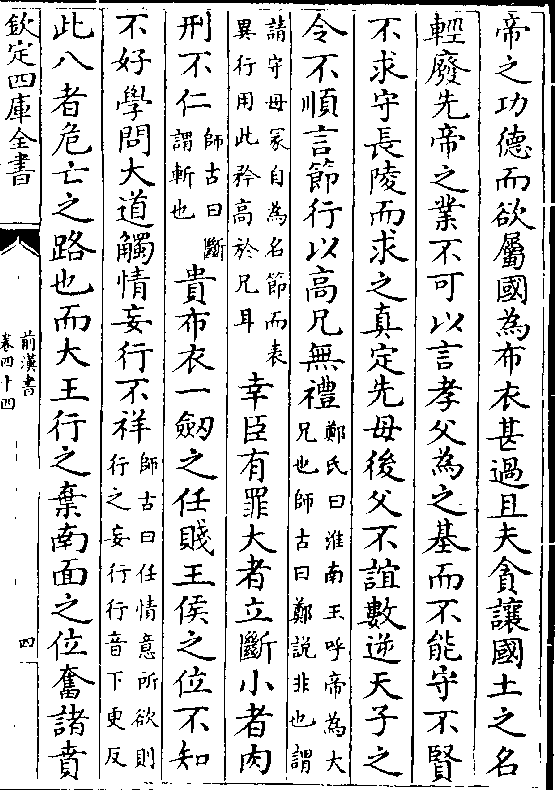 帝之功德而欲屬國為布衣甚過且夫貪讓國土之名
輕廢先帝之業不可以言孝父為之基而不能守不賢
不求守長陵而求之真定先母後父不誼數逆天子之
令不順言節行以高兄無禮鄭氏曰淮南王呼帝為大兄也師古曰鄭說非也謂
請守母冢自為名節而表異行用此矜高於兄耳幸臣有罪大者立斷小者肉
刑不仁師古曰斷謂斬也貴布衣一劒之任賤王侯之位不知
不好學問大道觸情妄行不祥師古曰任情意所欲則行之妄行行音下更反
此八者危亡之路也而大王行之棄南面之位奮諸賁
欽定四庫全書
前漢書
卷四十四
四